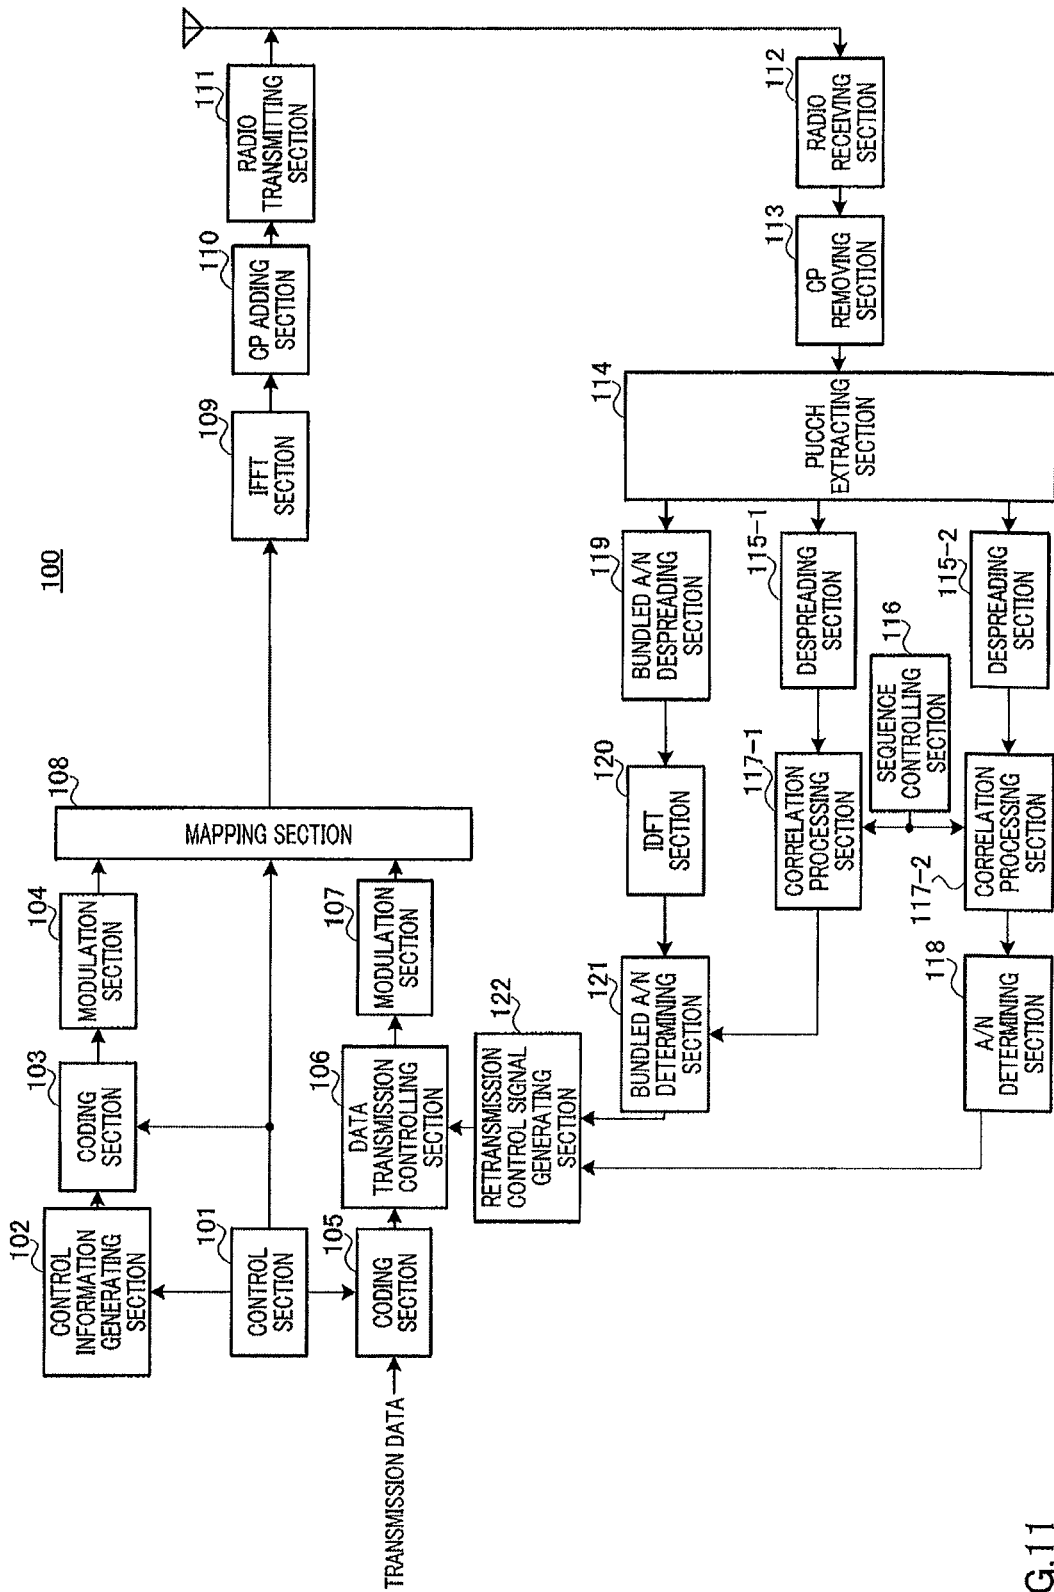 100
102
CONTROL
INFORMATION
GENERATING
SECTION
103
CODING
SECTION
104
MODULATION
SECTION
108
MAPPING SECTION
109
IFFT
SECTION
110
CP ADDING
SECTION
111
RADIO
TRANSMITTING
SECTION
101
CONTROL
SECTION
TRANSMISSION DATA
105
CODING
SECTION
106
DATA
TRANSMISSION
CONTROLLING
SECTION
107
MODULATION
SECTION
122
RETRANSMISSION
CONTROL SIGNAL
GENERATING
SECTION
121
BUNDLED A/N
DETERMINING
SECTION
120
IDFT
SECTION
119
BUNDLED A/N
DESPREADING
SECTION
114
PUCCH
EXTRACTING
SECTION
113
CP
REMOVING
SECTION
112
RADIO
RECEIVING
SECTION
117-1
CORRELATION
PROCESSING
SECTION
115-1
DESPREADING
SECTION
116
SEQUENCE
CONTROLLING
SECTION
118
A/N
DETERMINING
SECTION
117-2
CORRELATION
PROCESSING
SECTION
115-2
DESPREADING
SECTION
G.11